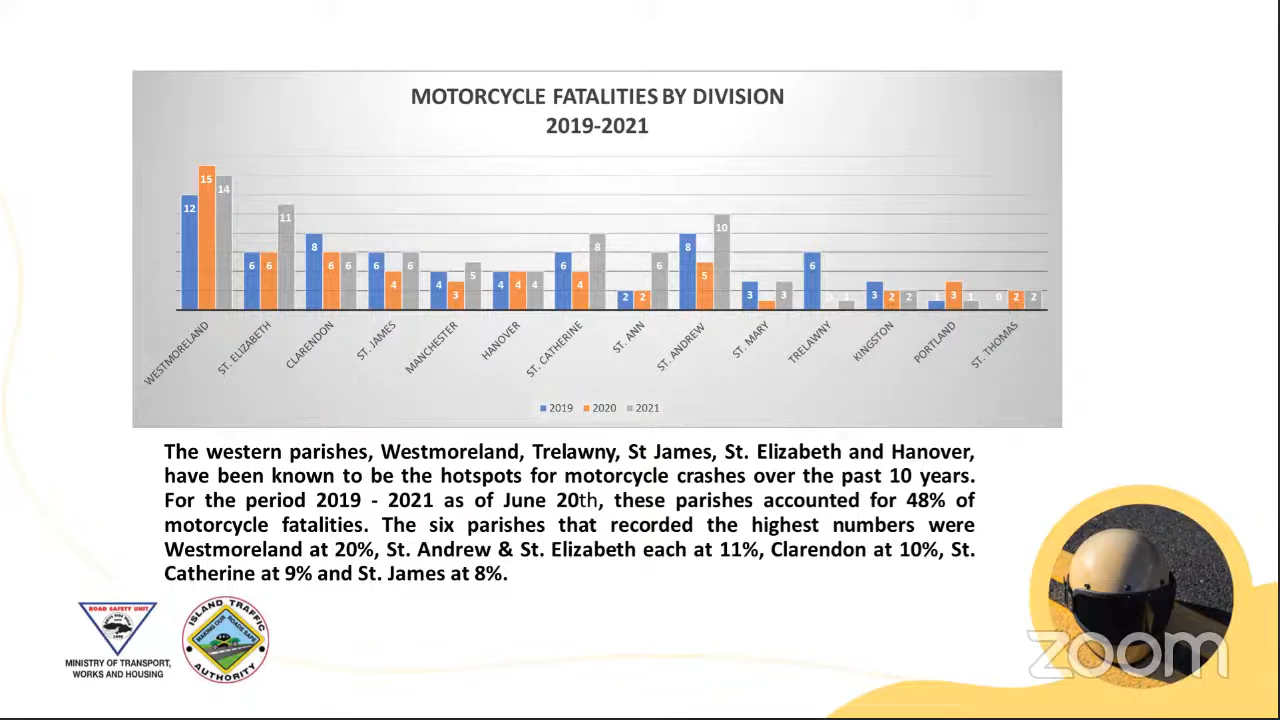 MOTORCYCLE FATALITIES BY DIVISION
2019-2021
12 15 14
6 6 11
8 6 6
6 4 6
4 3 5
4 4 4
6 4 8
2 2 6
8 5 10
3 3
6 0 1
3 2 2
1 3 1
0 2 2
WESTMORELAND
ST. ELIZABETH
CLARENDON
ST. JAMES
MANCHESTER
HANOVER
ST. CATHERINE
ST. ANN
ST. ANDREW
ST. MARY
TRELAWNY
KINGSTON
PORTLAND
ST. THOMAS
2019 2020 2021
The western parishes, Westmoreland, Trelawny, St James, St. Elizabeth and Hanover,
have been known to be the hotspots for motorcycle crashes over the past 10 years.
For the period 2019 - 2021 as of June 20th, these parishes accounted for 48% of
motorcycle fatalities. The six parishes that recorded the highest numbers were
Westmoreland at 20%, St. Andrew & St. Elizabeth each at 11%, Clarendon at 10%, St.
Catherine at 9% and St. James at 8%.
ROAD SAFETY UNIT
MINISTRY OF TRANSPORT,
WORKS AND HOUSING
ISLAND TRAFFIC
MAKING OUR ROADS SAFE
AUTHORITY
zoom